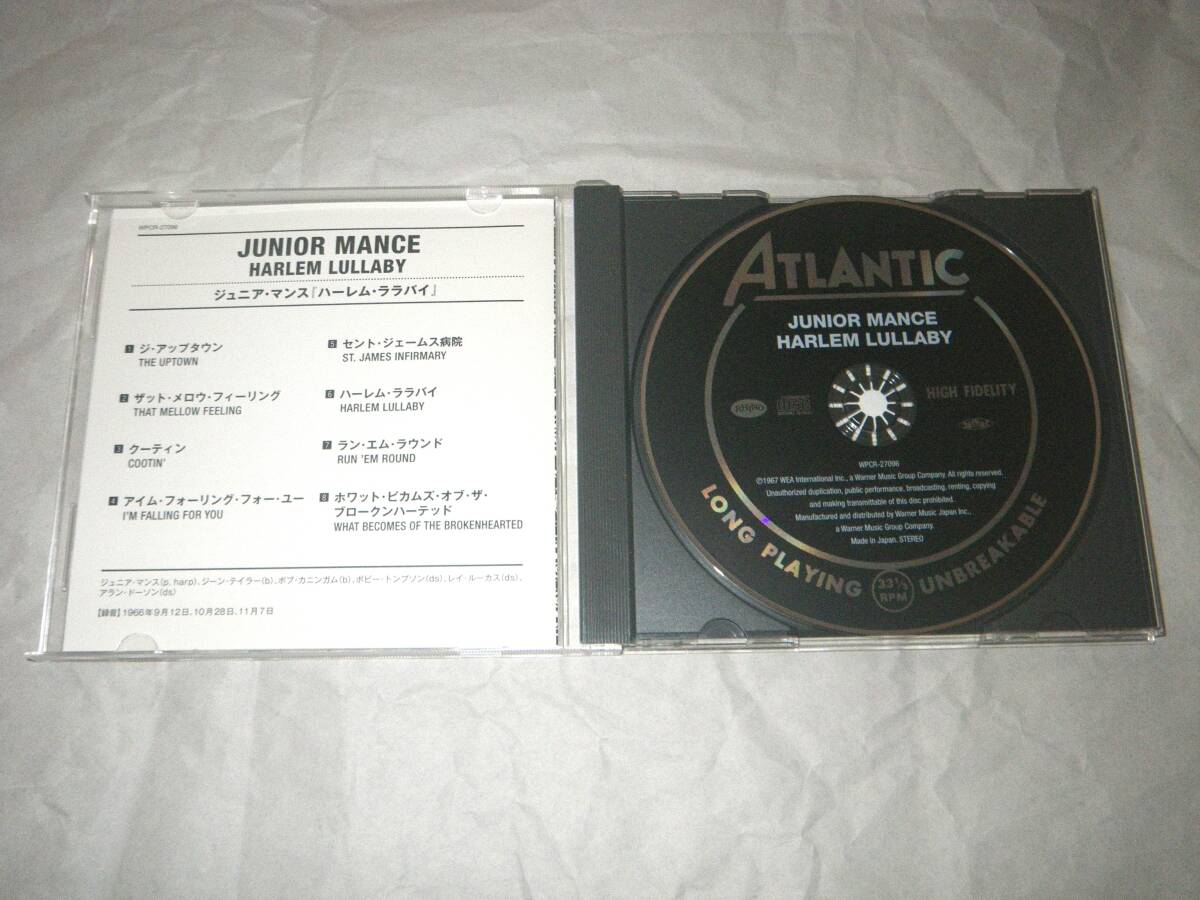 WPCR-27096
JUNIOR MANCE
HARLEM LULLABY
ジュニア・マンス『ハーレム・ララバイ』
1 ジ・アップタウン
THE UPTOWN
2 ザット・メロウ・フィーリング
THAT MELLOW FEELING
3 クーティン
COOTIN'
4 アイム・フォーリング・フォー・ユー
I'M FALLING FOR YOU
5 セント・ジェームス病院
ST. JAMES INFIRMARY
6 ハーレム・ララバイ
HARLEM LULLABY
7 ラン・エム・ラウンド
RUN 'EM ROUND
8 ホワット・ビカムズ・オブ・ザ・
ブロークンハーテッド
WHAT BECOMES OF THE BROKENHEARTED
ジュニア・マンス(p, harp)、ジーン・テイラー(b)、ボブ・カニンガム(b)、ボビー・トンプソン(ds)、レイ・ルーカス(ds)、
アラン・ドーソン(ds)
【録音】1966年9月12日、10月28日、11月7日
ATLANTIC
JUNIOR MANCE
HARLEM LULLABY
RHINO
HIGH FIDELITY
WPCR-27096
℗1967 WEA International Inc., a Warner Music Group Company. All rights reserved.
Unauthorized duplication, public performance, broadcasting, renting, copying
and making transmittable of this disc prohibited.
Manufactured and distributed by Warner Music Japan Inc.,
a Warner Music Group Company.
Made in Japan. STEREO
LONG PLAYING 33 1/3 RPM UNBREAKABLE